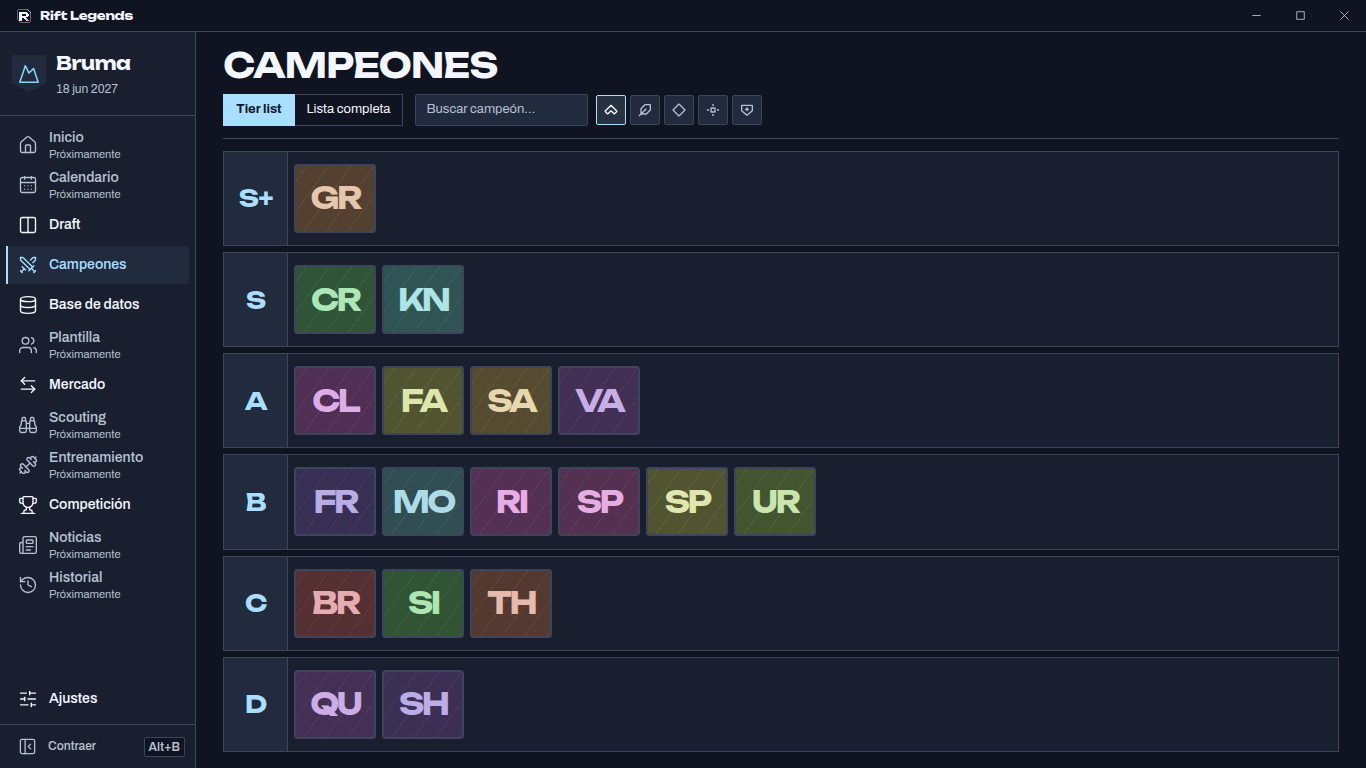 Rift Legends
Bruma
18 jun 2027
Inicio
Próximamente
Calendario
Próximamente
Draft
Campeones
Base de datos
Plantilla
Próximamente
Mercado
Scouting
Próximamente
Entrenamiento
Próximamente
Competición
Noticias
Próximamente
Historial
Próximamente
Ajustes
Contraer Alt+B
CAMPEONES
Tier list Lista completa Buscar campeón...
S+ GR
S CR KN
A CL FA SA VA
B FR MO RI SP SP UR
C BR SI TH
D QU SH